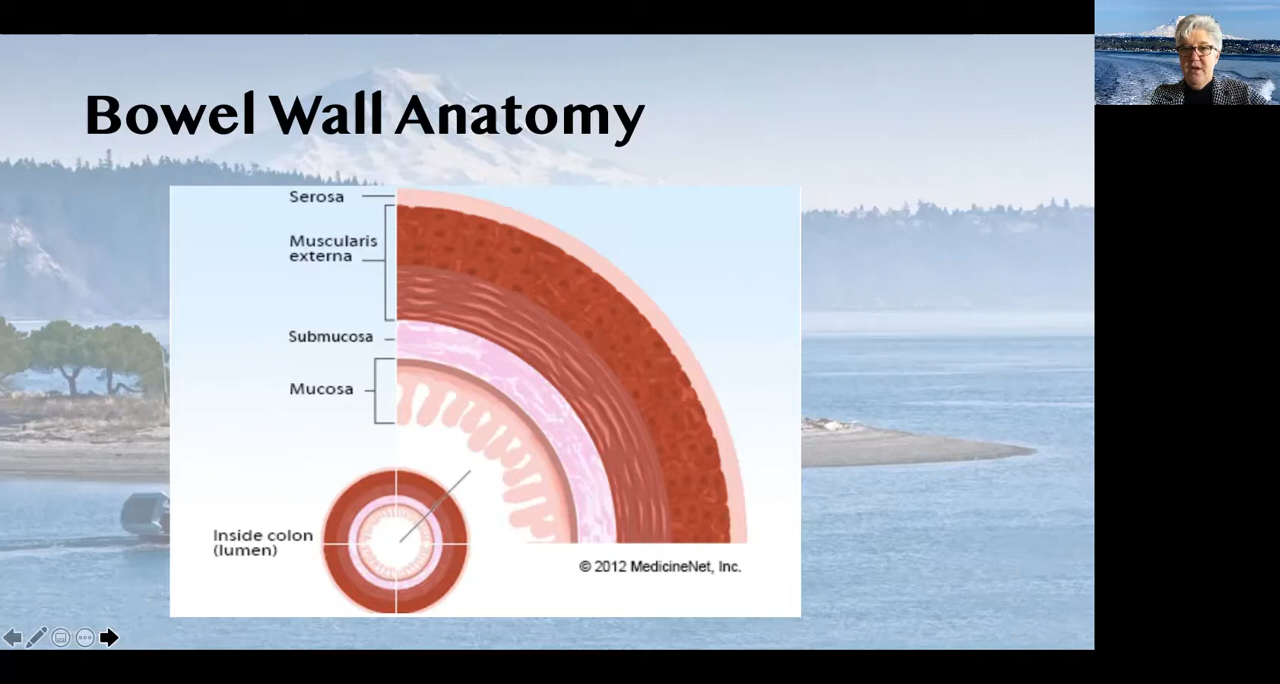 Bowel Wall Anatomy
Serosa
Muscularis
externa
Submucosa
Mucosa
Inside colon
(lumen)
© 2012 MedicineNet, Inc.